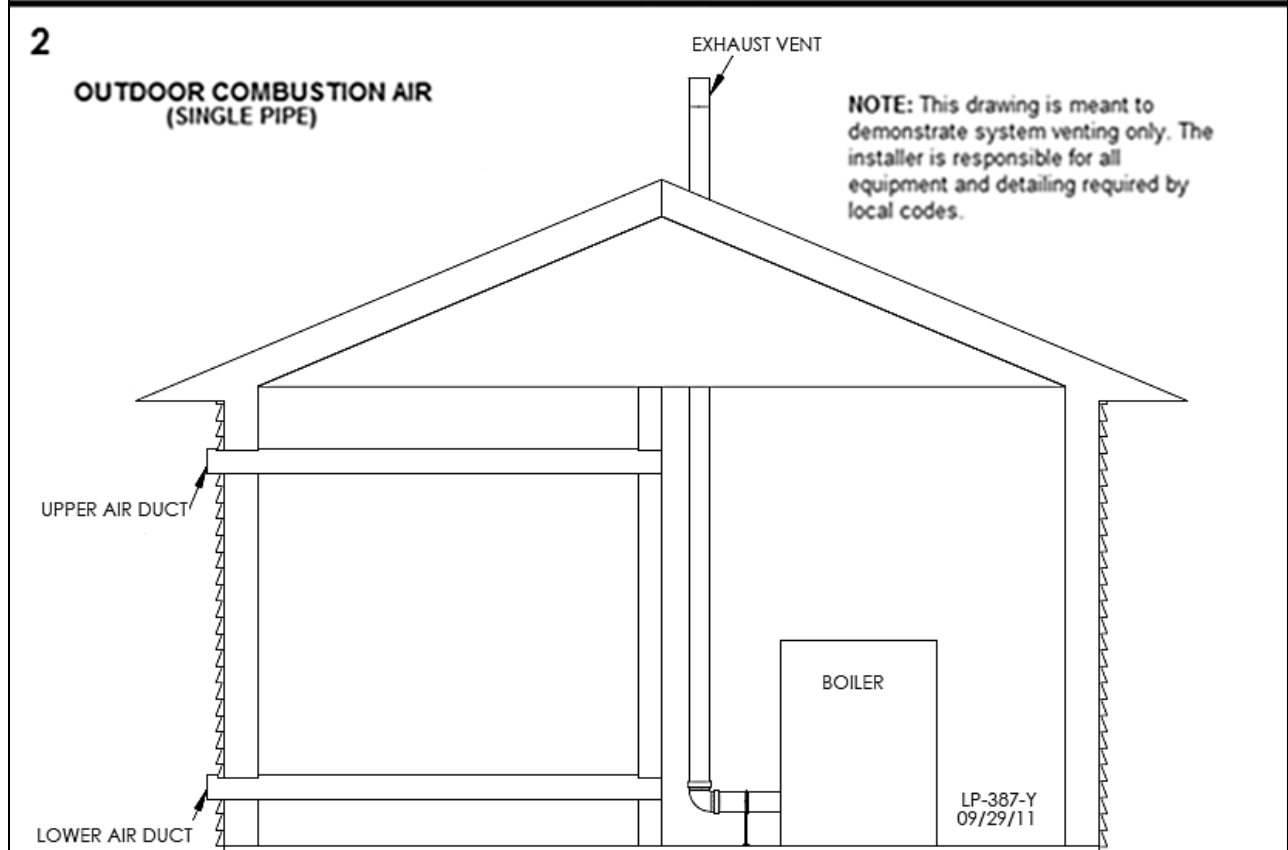 2
EXHAUST VENT
OUTDOOR COMBUSTION AIR
(SINGLE PIPE)
NOTE: This drawing is meant to
demonstrate system venting only. The
installer is responsible for all
equipment and detailing required by
local codes.
UPPER AIR DUCT
BOILER
LP-387-Y
09/29/11
LOWER AIR DUCT